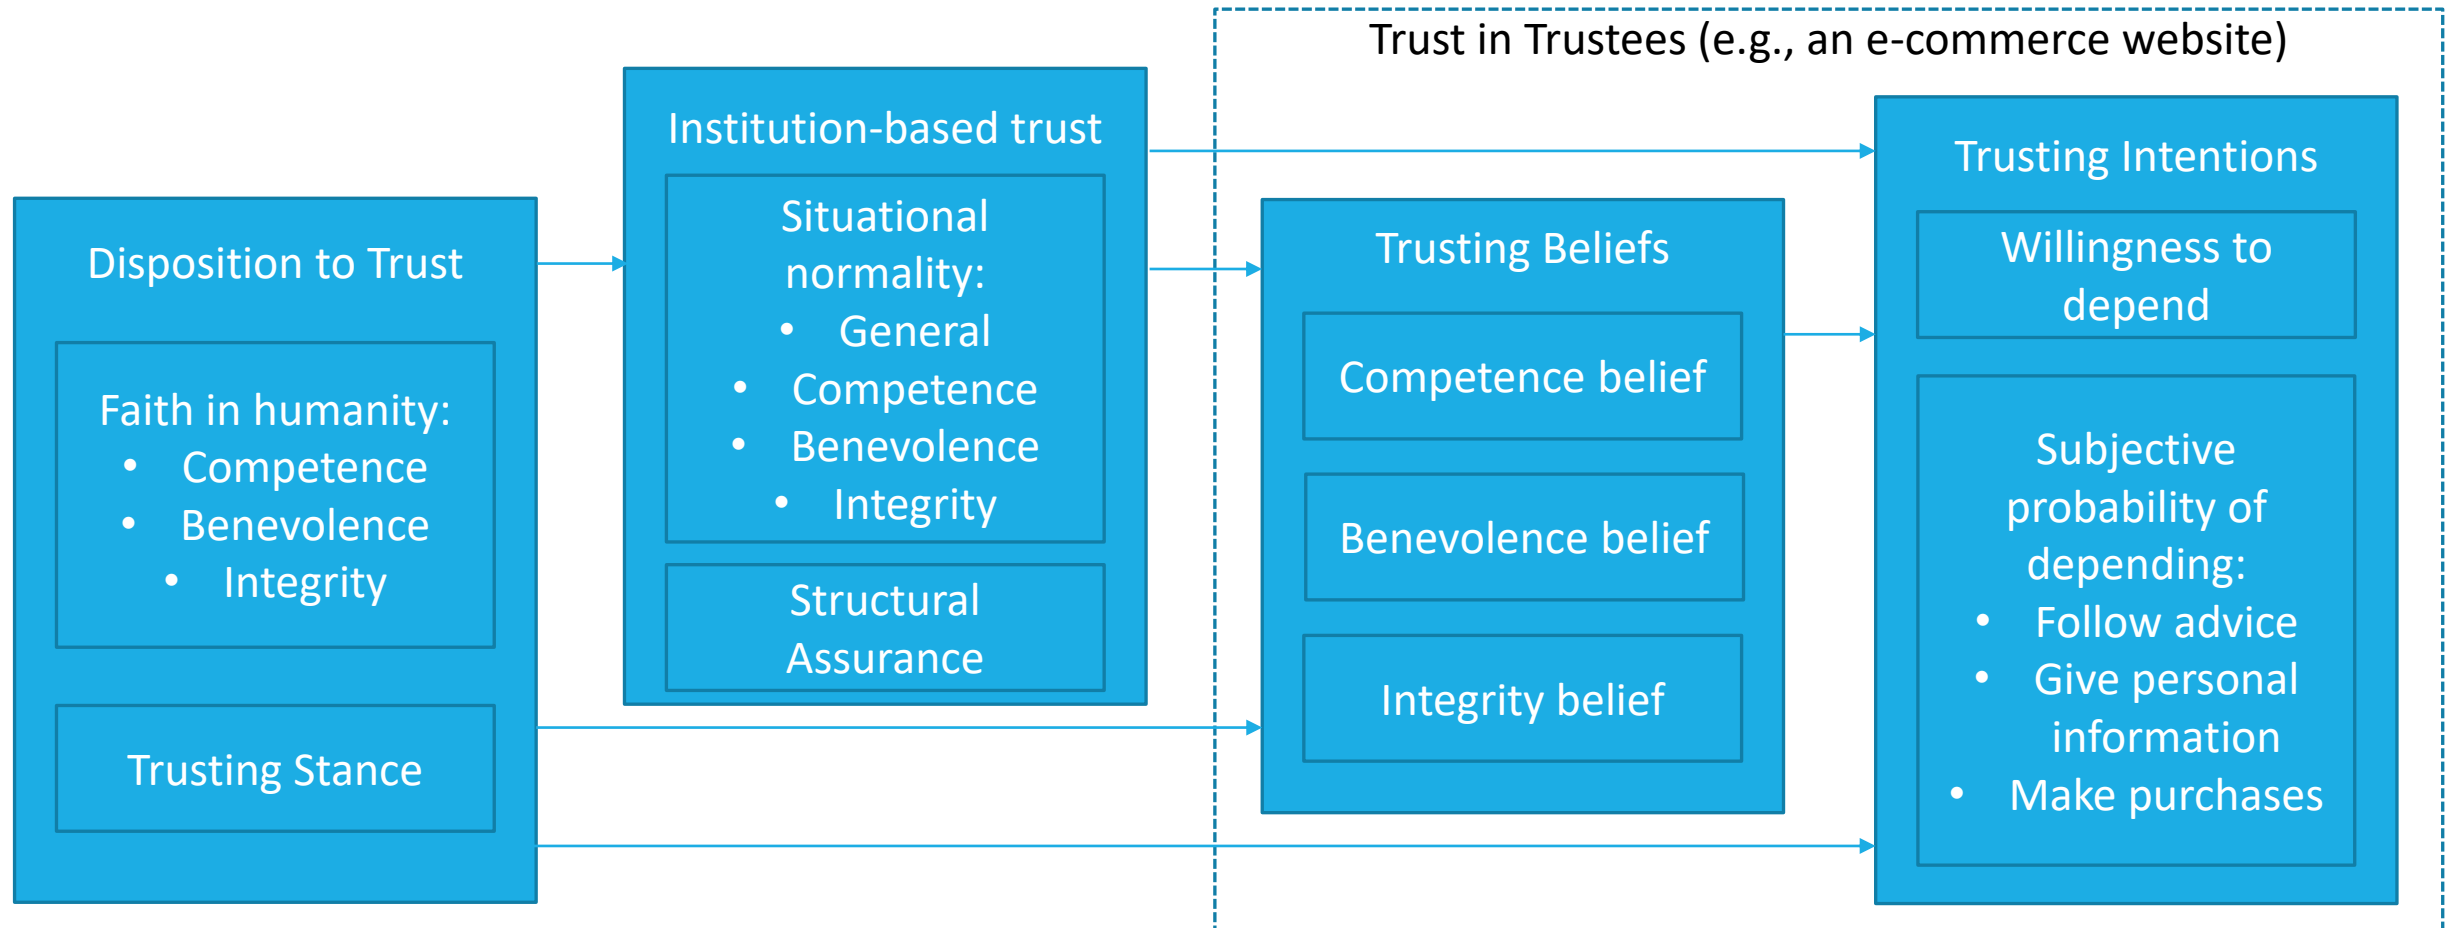 Trust in Trustees (e.g., an e-commerce website)
Disposition to Trust
Faith in humanity:
• Competence
• Benevolence
• Integrity
Trusting Stance
Institution-based trust
Situational
normality:
• General
• Competence
• Benevolence
• Integrity
Structural
Assurance
Trusting Beliefs
Competence belief
Benevolence belief
Integrity belief
Trusting Intentions
Willingness to
depend
Subjective
probability of
depending:
• Follow advice
• Give personal
information
• Make purchases